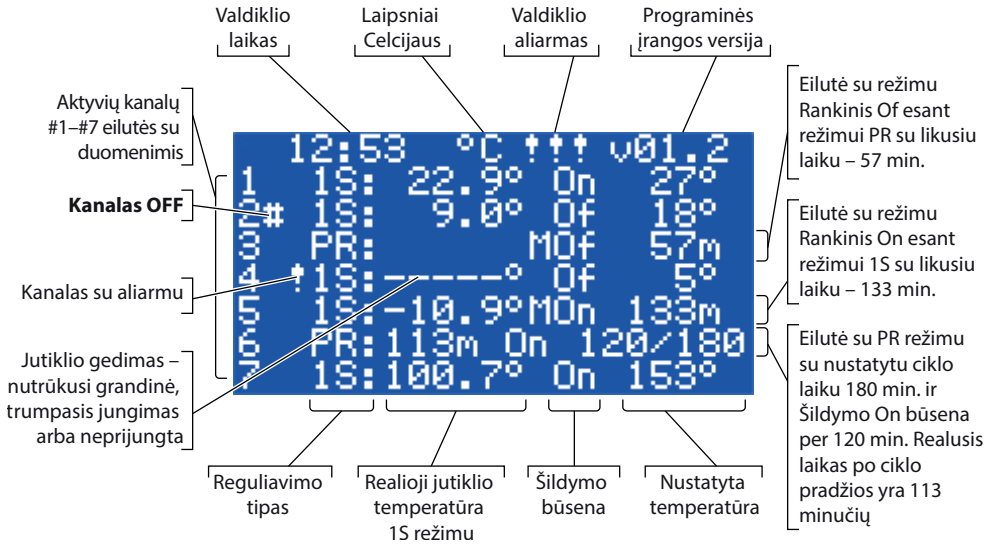 Valdiklio
laikas
Laipsniai
Celcijaus
Valdiklio
aliarmas
Programinės
įrangos versija
Aktyvių kanalų
#1–#7 eilutės su
duomenimis
Kanalas OFF
Kanalas su aliarmu
Jutiklio gedimas –
nutrūkusi grandinė,
trumpasis jungimas
arba neprijungta
12:53 °C !!! v01.2
1 1S: 22.9° On 27°
2# 1S: 9.0° Of 18°
3 PR: MOf 57m
4 !1S:-----° Of 5°
5 1S:-10.9°MOn 133m
6 PR:113m On 120/180
7 1S:100.7° On 153°
Eilutė su režimu
Rankinis Of esant
režimui PR su likusiu
laiku – 57 min.
Eilutė su režimu
Rankinis On esant
režimui 1S su likusiu
laiku – 133 min.
Eilutė su PR režimu
su nustatytu ciklo
laiku 180 min. ir
Šildymo On būsena
per 120 min. Realusis
laikas po ciklo
pradžios yra 113
minučių
Reguliavimo
tipas
Realioji jutiklio
temperatūra
1S režimu
Šildymo
būsena
Nustatyta
temperatūra